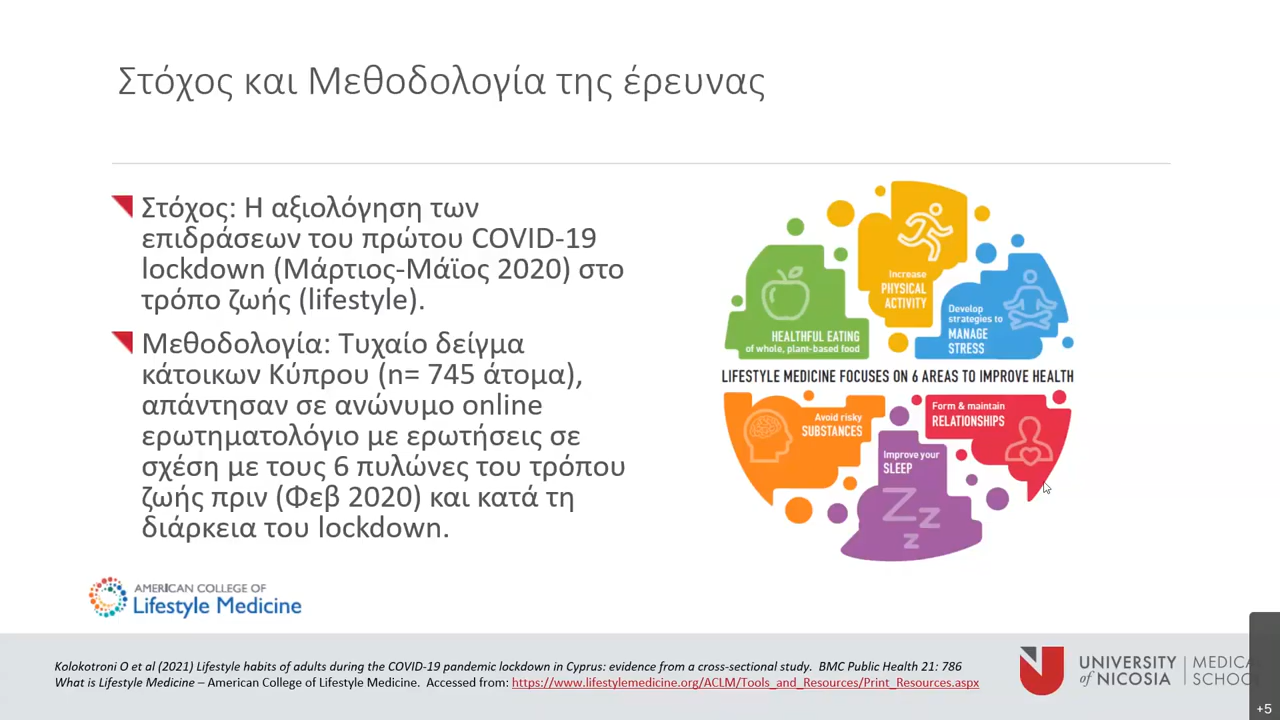 Στόχος και Μεθοδολογία της έρευνας
Στόχος: Η αξιολόγηση των
επιδράσεων του πρώτου COVID-19
lockdown (Μάρτιος-Μάϊος 2020) στο
τρόπο ζωής (lifestyle).
Μεθοδολογία: Τυχαίο δείγμα
κάτοικων Κύπρου (n= 745 άτομα),
απάντησαν σε ανώνυμο online
ερωτηματολόγιο με ερωτήσεις σε
σχέση με τους 6 πυλώνες του τρόπου
ζωής πριν (Φεβ 2020) και κατά τη
διάρκεια του lockdown.
Increase
PHYSICAL
ACTIVITY
HEALTHFUL EATING
of whole, plant-based food
Develop
strategies to
MANAGE
STRESS
LIFESTYLE MEDICINE FOCUSES ON 6 AREAS TO IMPROVE HEALTH
Avoid risky
SUBSTANCES
Improve your
SLEEP
Z z z
Form & maintain
RELATIONSHIPS
AMERICAN COLLEGE OF
Lifestyle Medicine
Kolokotroni O et al (2021) Lifestyle habits of adults during the COVID-19 pandemic lockdown in Cyprus: evidence from a cross-sectional study. BMC Public Health 21: 786
What is Lifestyle Medicine – American College of Lifestyle Medicine. Accessed from: https://www.lifestylemedicine.org/ACLM/Tools_and_Resources/Print_Resources.aspx
UNIVERSITY
of NICOSIA
MEDICA
SCHOO
+5